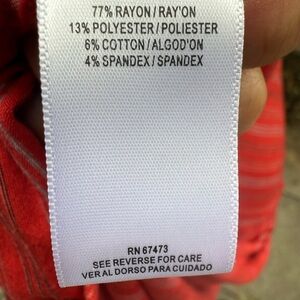 77% RAYON / RAY'ON
13% POLYESTER / POLIESTER
6% COTTON / ALGOD'ON
4% SPANDEX / SPANDEX
RN 67473
SEE REVERSE FOR CARE
VER AL DORSO PARA CUIDADO